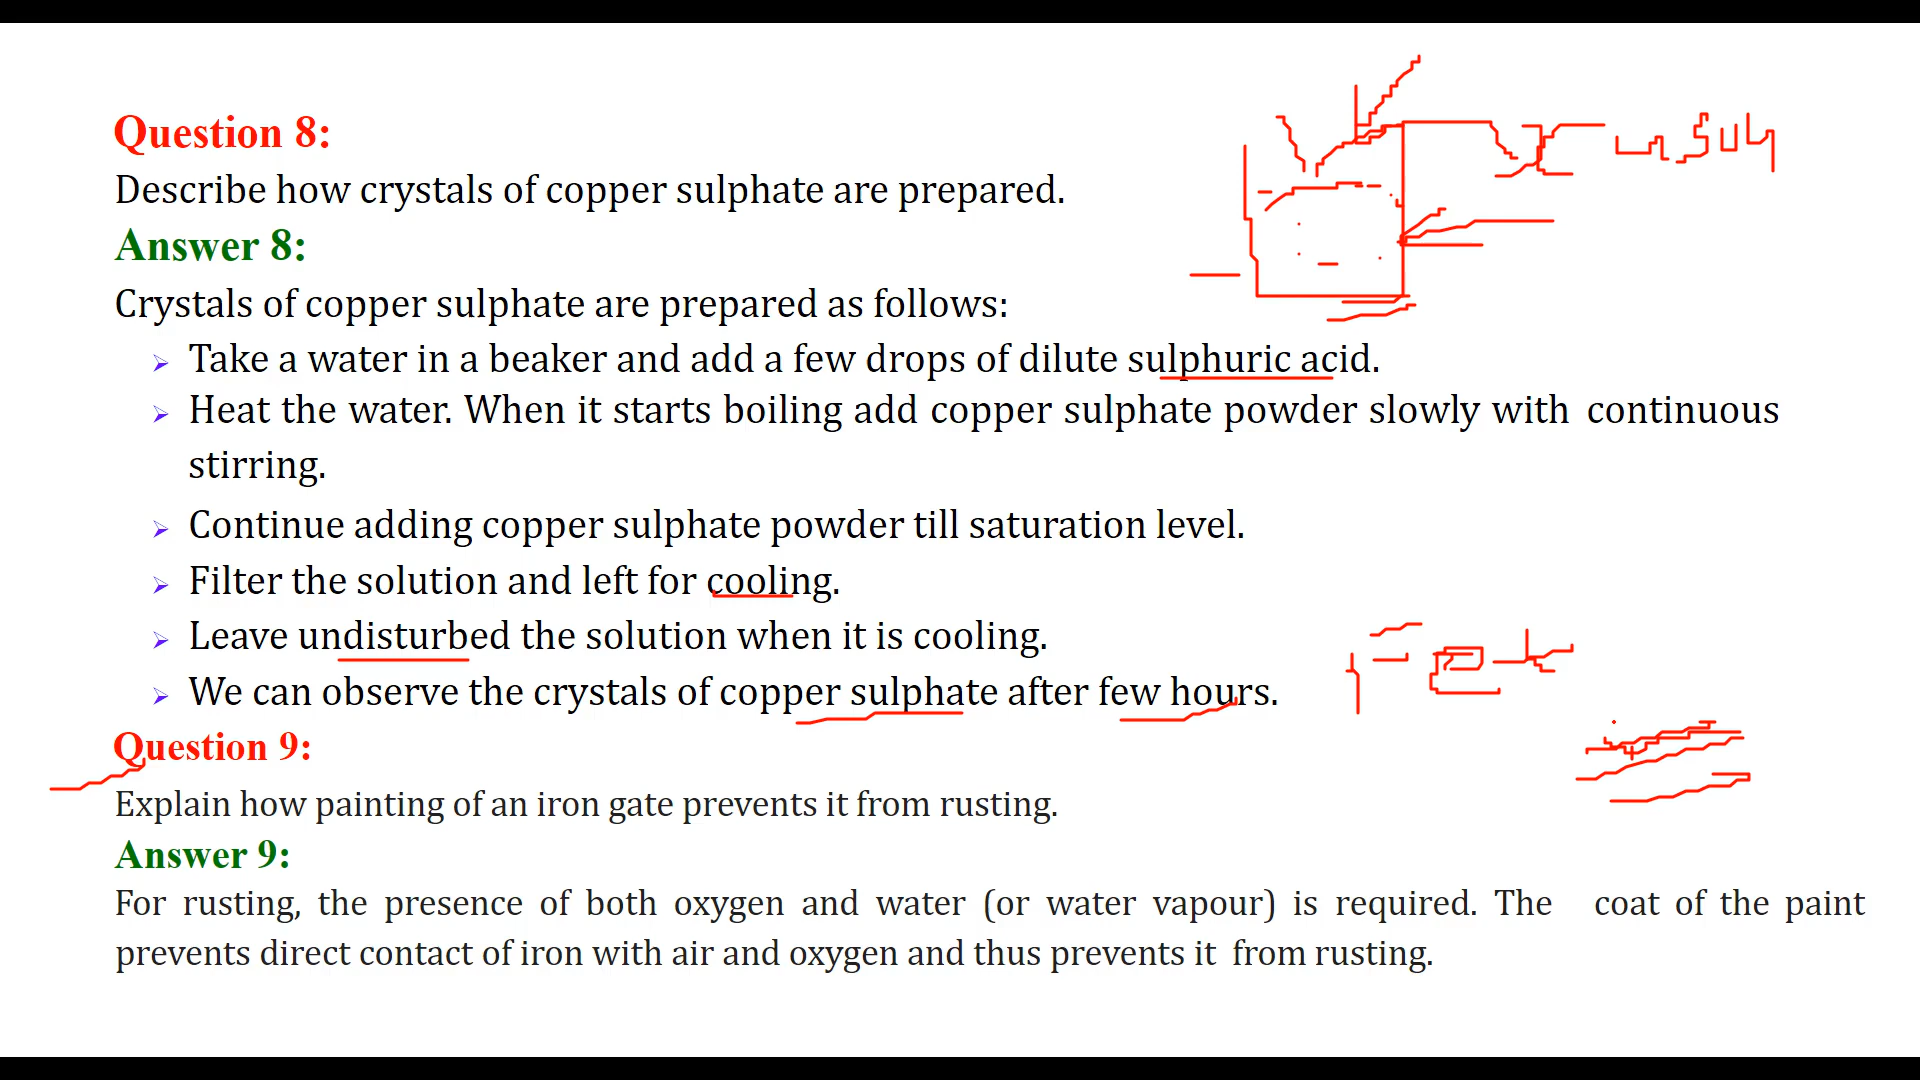 Question 8:
Describe how crystals of copper sulphate are prepared.
Answer 8:
Crystals of copper sulphate are prepared as follows:
Take a water in a beaker and add a few drops of dilute sulphuric acid.
Heat the water. When it starts boiling add copper sulphate powder slowly with continuous
stirring.
Continue adding copper sulphate powder till saturation level.
Filter the solution and left for cooling.
Leave undisturbed the solution when it is cooling.
We can observe the crystals of copper sulphate after few hours.
Question 9:
Explain how painting of an iron gate prevents it from rusting.
Answer 9:
For rusting, the presence of both oxygen and water (or water vapour) is required. The coat of the paint
prevents direct contact of iron with air and oxygen and thus prevents it from rusting.